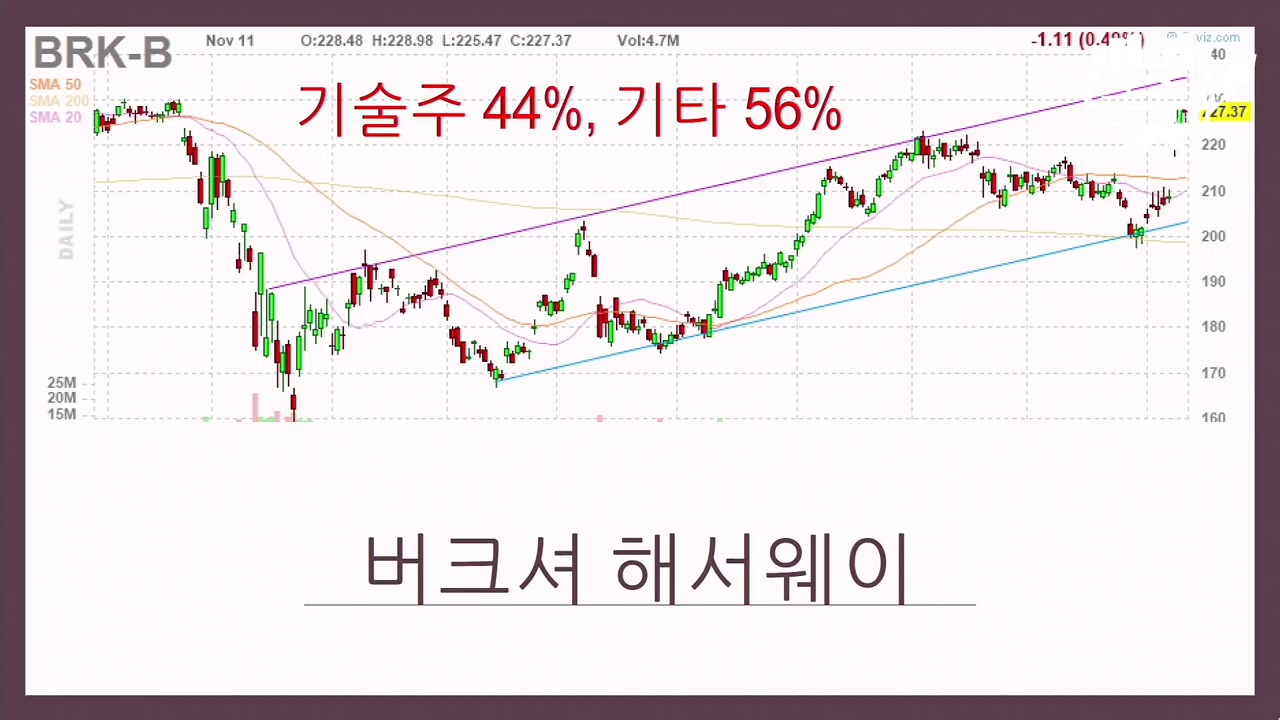 BRK-B
Nov 11 O:228.48 H:228.98 L:225.47 C:227.37 Vol:4.7M
SMA 50
SMA 200
SMA 20
기술주 44%, 기타 56%
DAILY
27.37
220
210
200
190
180
170
160
25M
20M
15M
버크셔 해서웨이